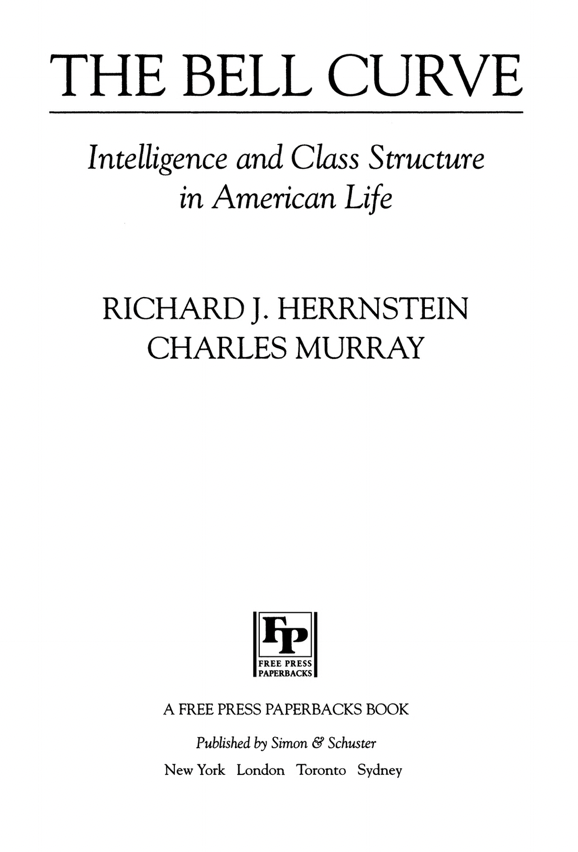 THE BELL CURVE
Intelligence and Class Structure
in American Life
RICHARD J. HERRNSTEIN
CHARLES MURRAY
FP
FREE PRESS
PAPERBACKS
A FREE PRESS PAPERBACKS BOOK
Published by Simon & Schuster
New York London Toronto Sydney